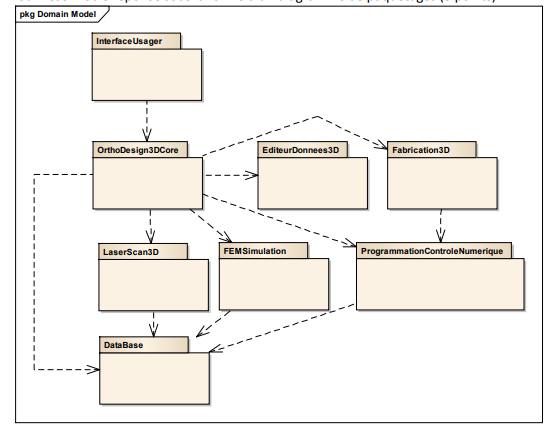 pkg Domain Model
InterfaceUsager
OrthoDesign3DCore
EditeurDonnees3D
Fabrication3D
LaserScan3D
FEMSimulation
ProgrammationControleNumerique
DataBase